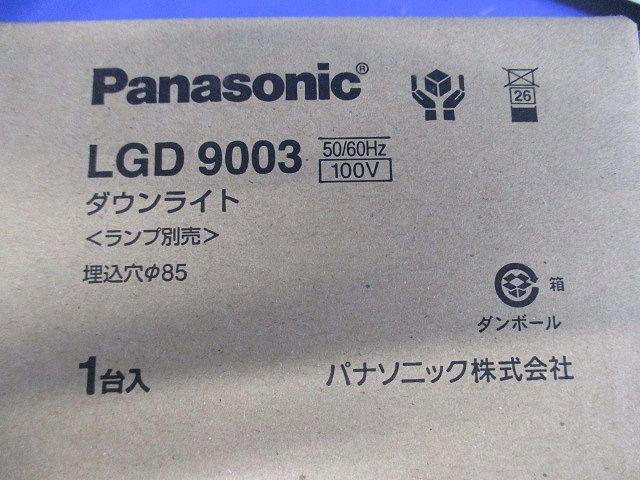 Panasonic®
26
LGD 9003 50/60Hz 100V
ダウンライト
<ランプ別売>
埋込穴φ85
箱
ダンボール
1台入
パナソニック株式会社